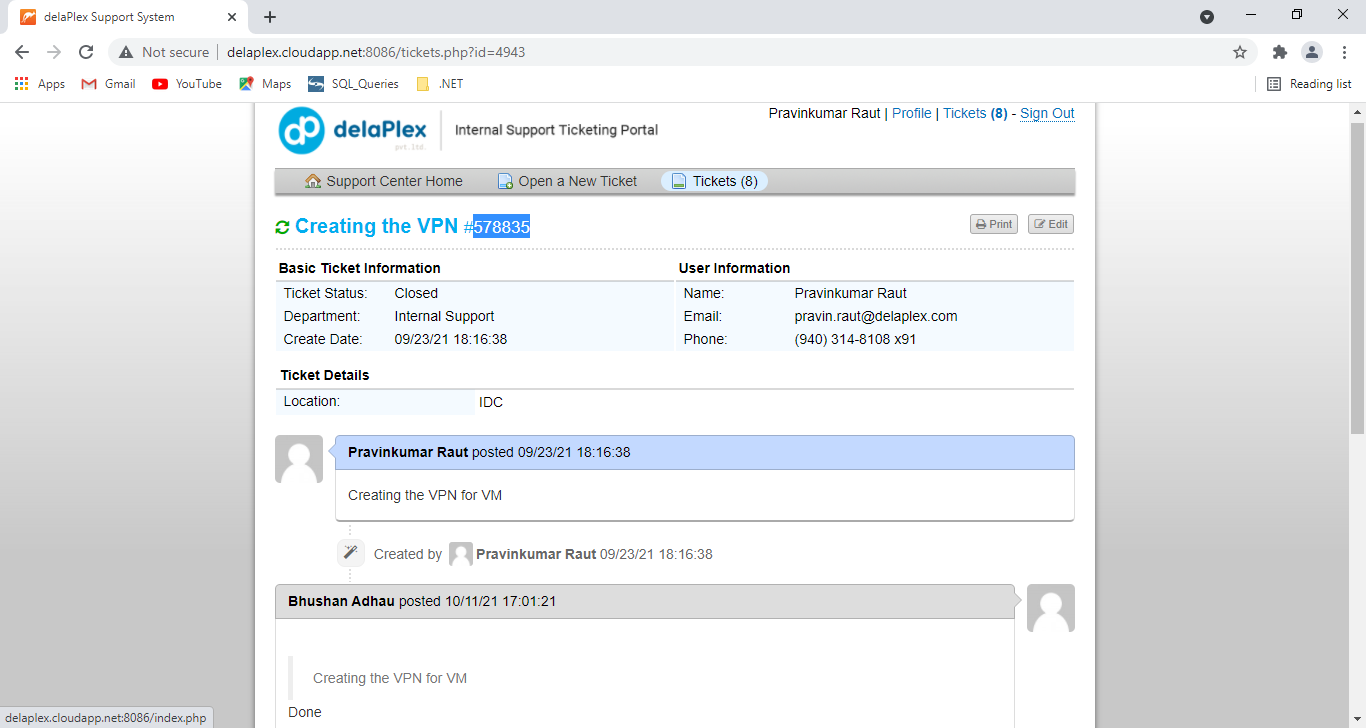 delaPlex Support System
Not secure delaplex.cloudapp.net:8086/tickets.php?id=4943
Apps Gmail YouTube Maps SQL_Queries .NET Reading list
Pravinkumar Raut | Profile | Tickets (8) - Sign Out
dp delaPlex pvt.ltd. Internal Support Ticketing Portal
Support Center Home Open a New Ticket Tickets (8)
Creating the VPN #578835 Print Edit
Basic Ticket Information User Information
Ticket Status: Closed Name: Pravinkumar Raut
Department: Internal Support Email: pravin.raut@delaplex.com
Create Date: 09/23/21 18:16:38 Phone: (940) 314-8108 x91
Ticket Details
Location: IDC
Pravinkumar Raut posted 09/23/21 18:16:38
Creating the VPN for VM
Created by Pravinkumar Raut 09/23/21 18:16:38
Bhushan Adhau posted 10/11/21 17:01:21
Creating the VPN for VM
Done
delaplex.cloudapp.net:8086/index.php